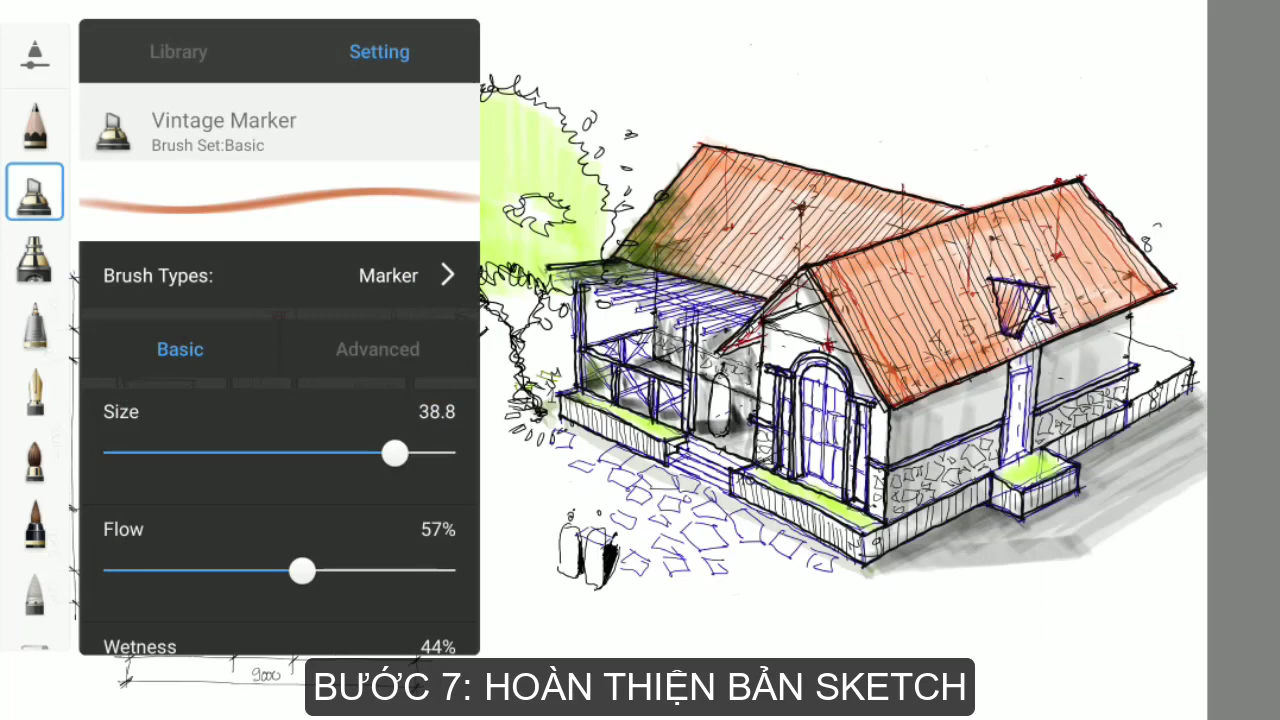 Library
Setting
Vintage Marker
Brush Set:Basic
Brush Types:
Marker
Basic
Advanced
Size
38.8
Flow
57%
Wetness
44%
9000
BƯỚC 7: HOÀN THIỆN BẢN SKETCH